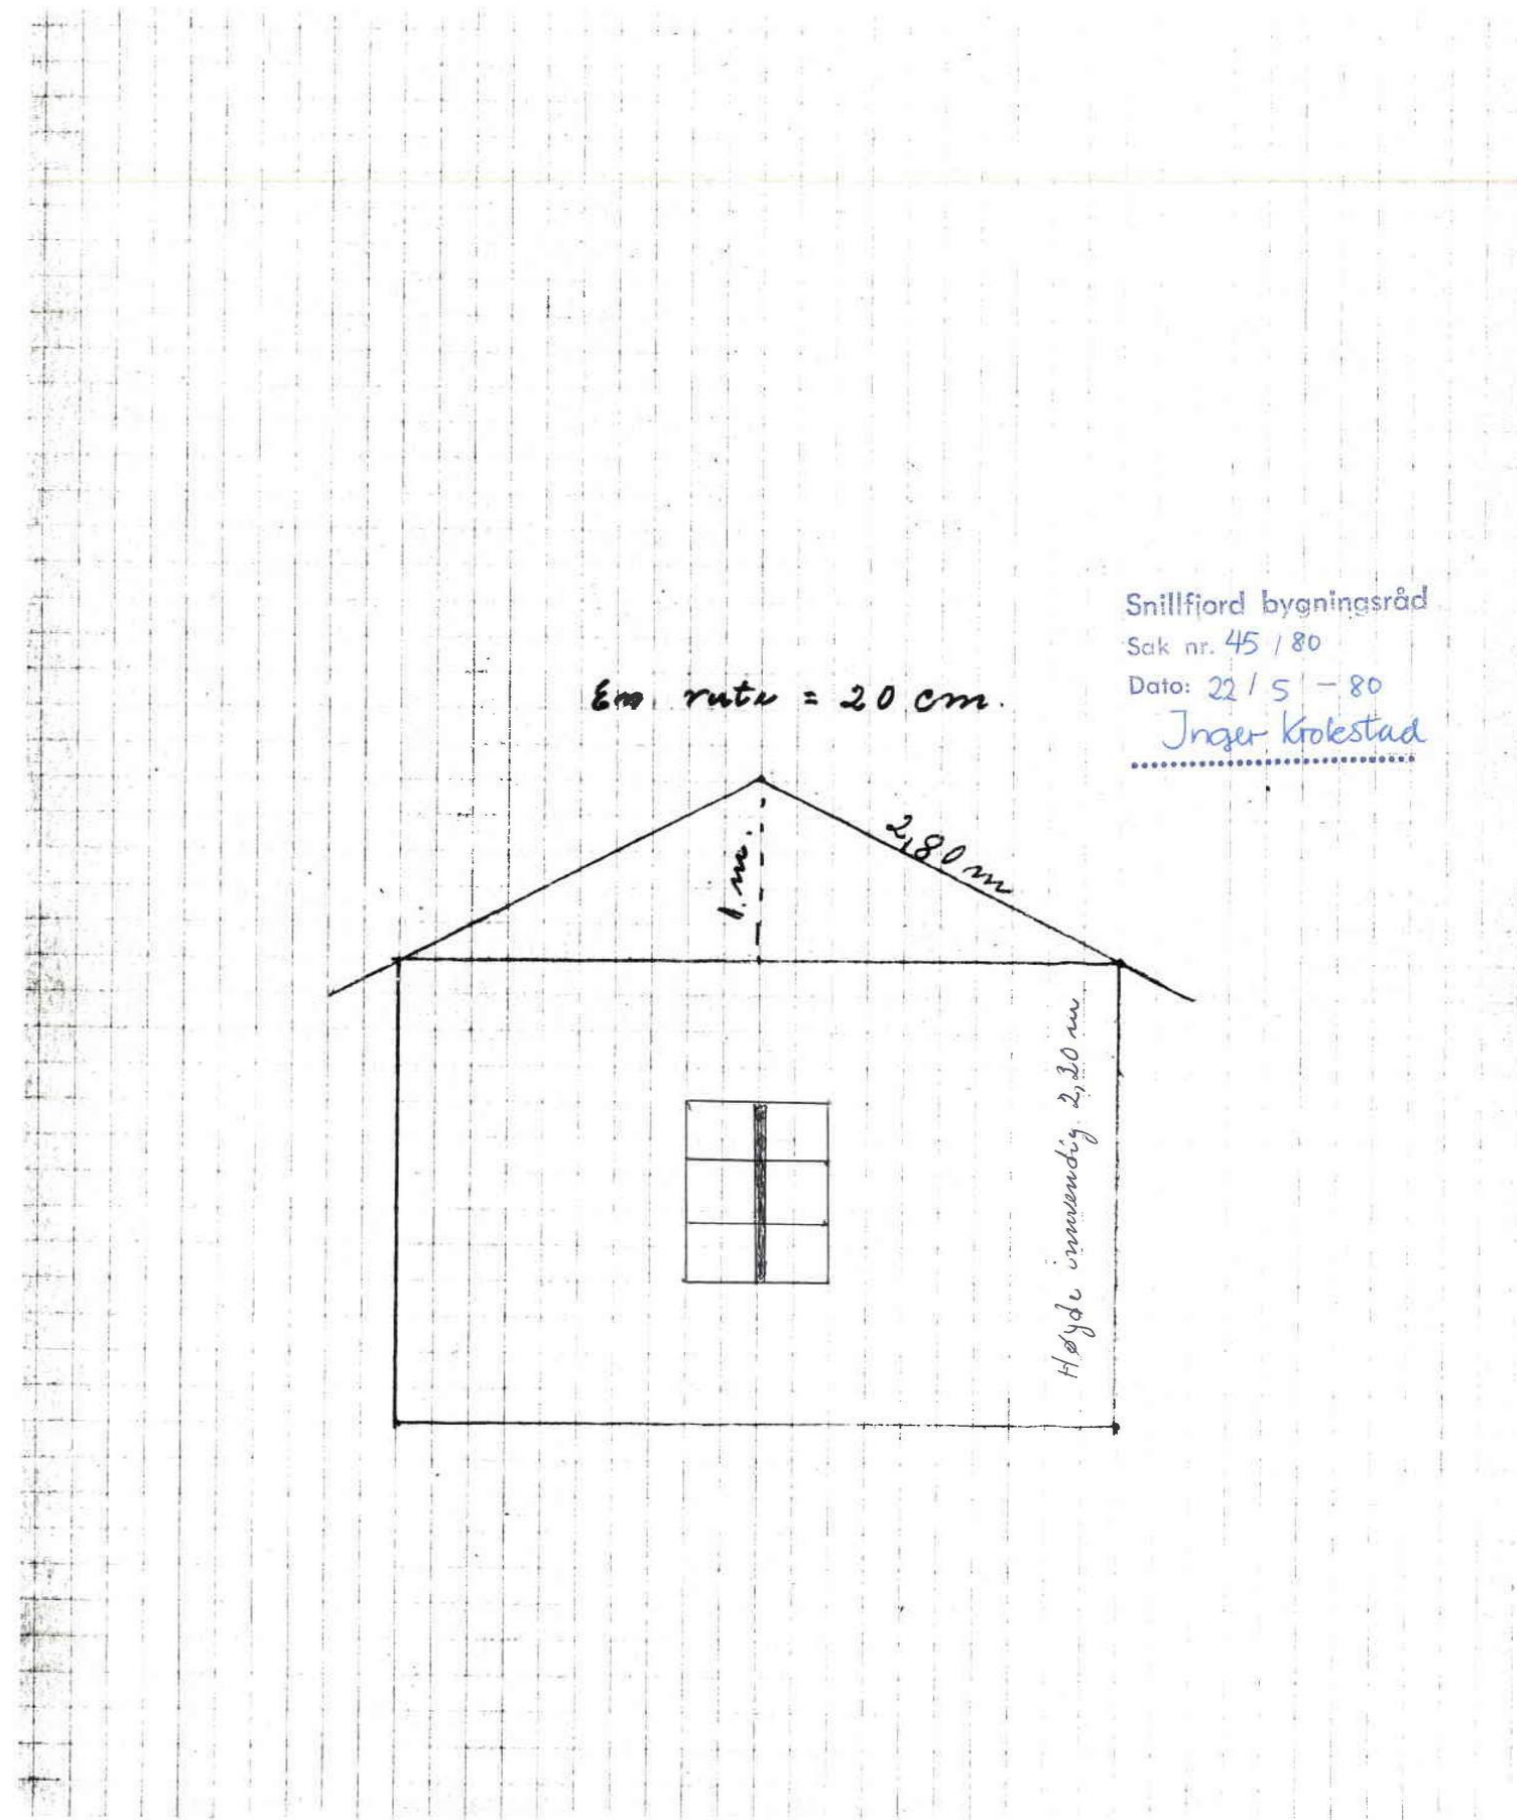 Snillfjord bygningsråd
Sak nr. 45 / 80
Dato: 22 / 5 - 80
Inger Krokstad
En rute = 20 cm.
2,80 m
1. m.
Høyde innvendig 2,30 m